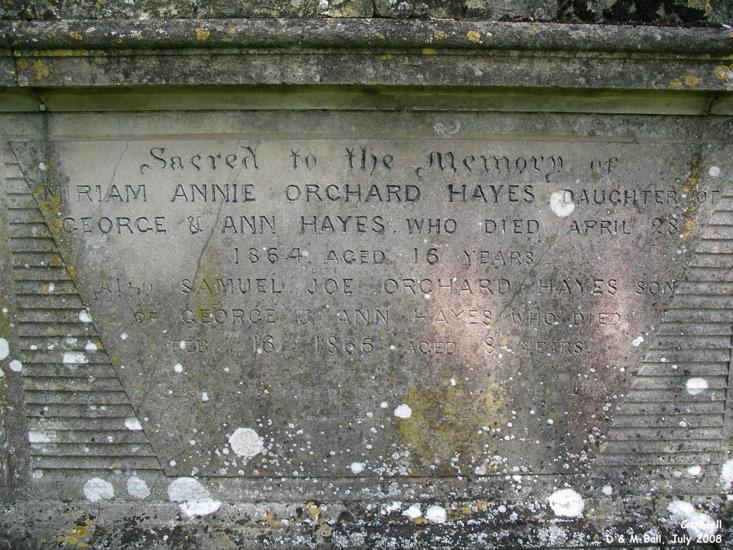 Sacred to the Memory of
MIRIAM ANNIE ORCHARD HAYES DAUGHTER OF
GEORGE & ANN HAYES. WHO DIED APRIL 28
1864. AGED 16 YEARS
ALSO SAMUEL JOE ORCHARD HAYES SON
OF GEORGE & ANN HAYES WHO DIED
FEB 16 1866 AGED YEARS.
D & M Ball, July 2008